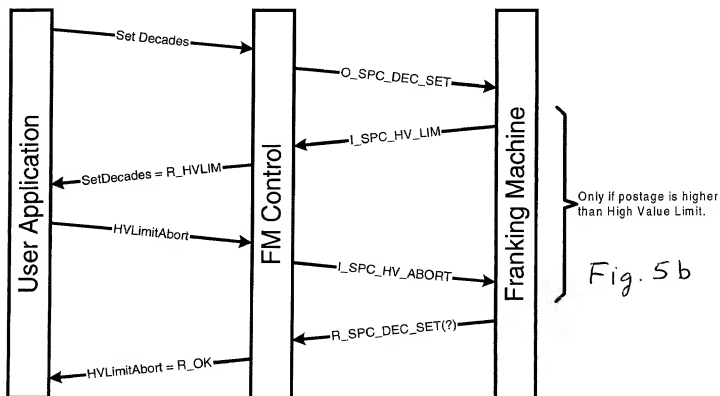 User Application
FM Control
Franking Machine
Set Decades
O_SPC_DEC_SET
I_SPC_HV_LIM
SetDecades = R_HVLIM
HVLimitAbort
I_SPC_HV_ABORT
R_SPC_DEC_SET(?)
HVLimitAbort = R_OK
Only if postage is higher
than High Value Limit.
Fig. 5b